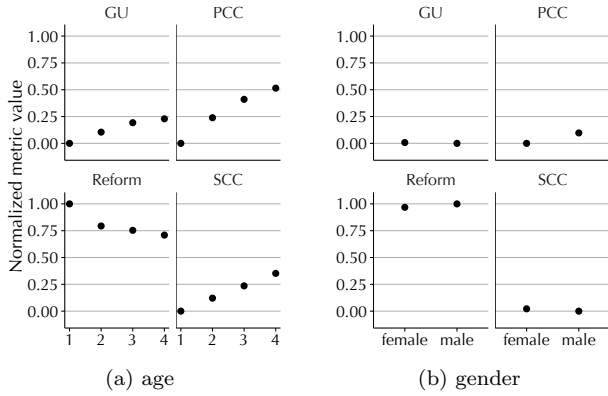 GU PCC GU PCC
1.00 1.00
0.75 0.75
0.50 0.50
0.25 0.25
0.00 0.00
Normalized metric value
Reform SCC Reform SCC
1.00 1.00
0.75 0.75
0.50 0.50
0.25 0.25
0.00 0.00
1 2 3 4 1 2 3 4 female male female male
(a) age (b) gender